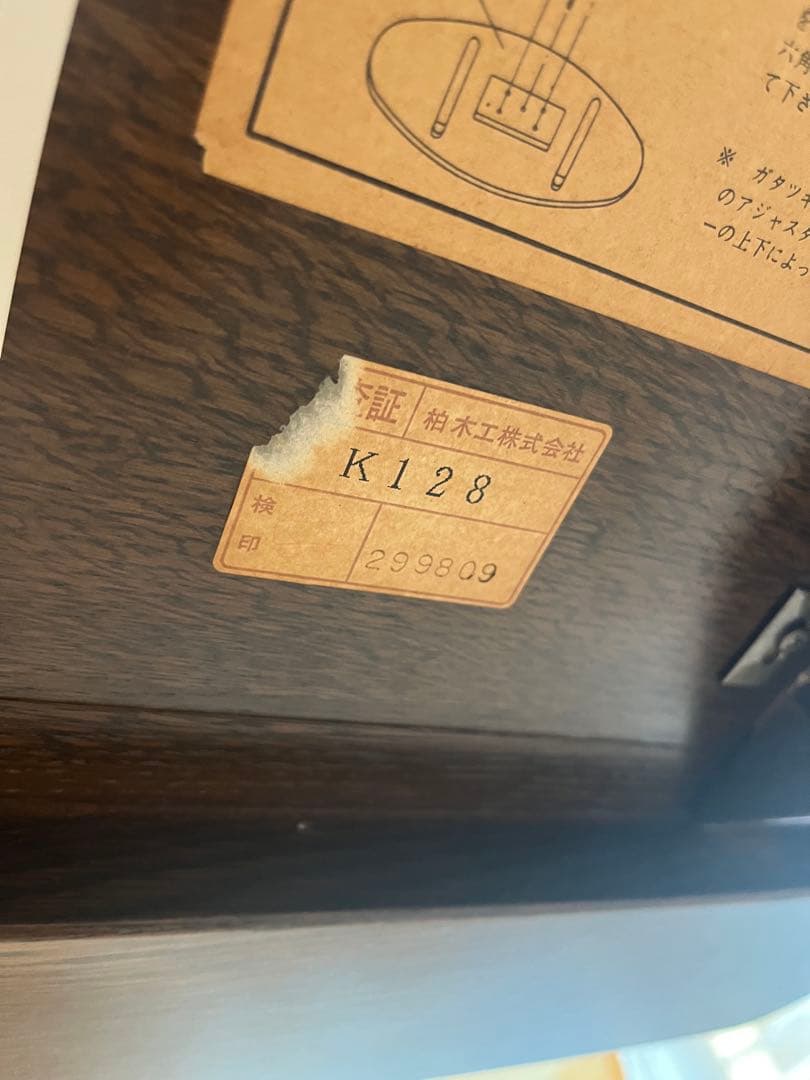 六角
て下さ
※ ガタツキ
のアジャスタ
ーの上下によっ
査証
柏木工株式会社
K128
検
印
299809